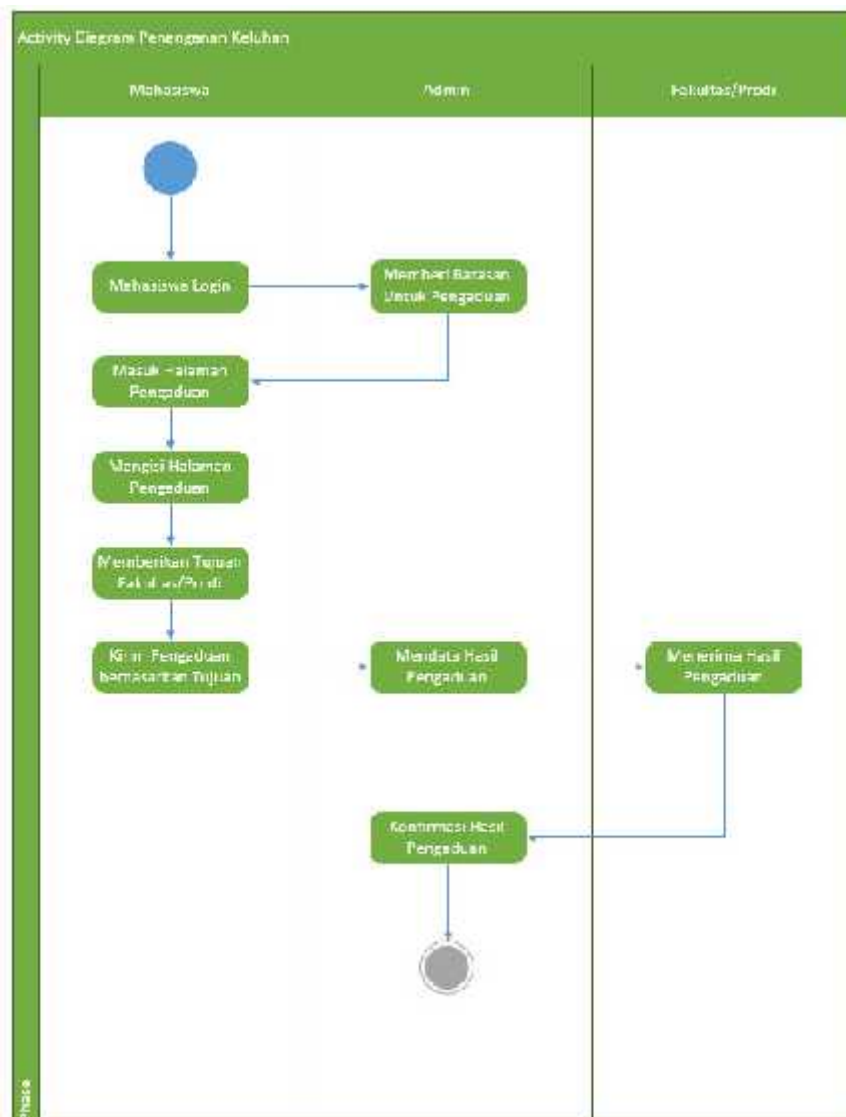 Activity Diagram Penanganan Keluhan
Mahasiswa
Admin
Fakultas/Prodi
Mahasiswa Login
Memberi Batasan
Untuk Pengaduan
Masuk Halaman
Pengaduan
Mengisi Halaman
Pengaduan
Memberikan Tujuan
Fakultas/Prodi
Kirim Pengaduan
Tujuan
Mendata Hasil
Pengaduan
Menerima Hasil
Pengaduan
Konfirmasi Hasil
Pengaduan
Phase